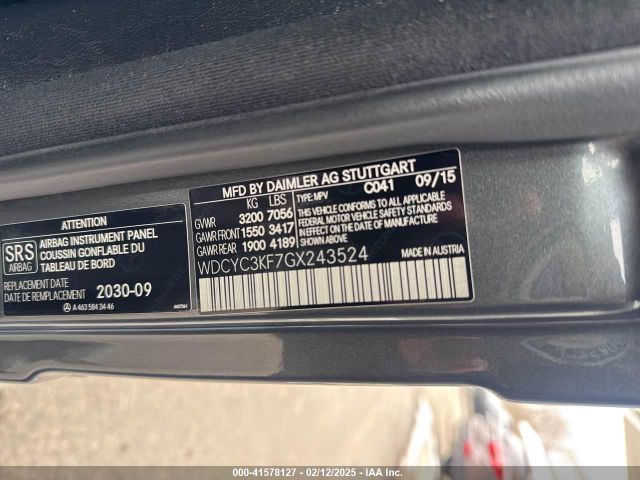 ATTENTION
SRS
AIRBAG
AIRBAG INSTRUMENT PANEL
COUSSIN GONFLABLE DU
TABLEAU DE BORD
REPLACEMENT DATE
DATE DE REMPLACEMENT
2030-09
A 463 584 34 46
MFD BY DAIMLER AG STUTTGART
KG LBS
TYPE: MPV C041 09/15
GVWR 3200 7056
GAWR FRONT 1550 3417
GAWR REAR 1900 4189
THIS VEHICLE CONFORMS TO ALL APPLICABLE
FEDERAL MOTOR VEHICLE SAFETY STANDARDS
IN EFFECT ON THE DATE OF MANUFACTURE
SHOWN ABOVE.
MADE IN AUSTRIA
WDCYC3KF7GX243524
000-41578127 - 02/12/2025 - IAA Inc.